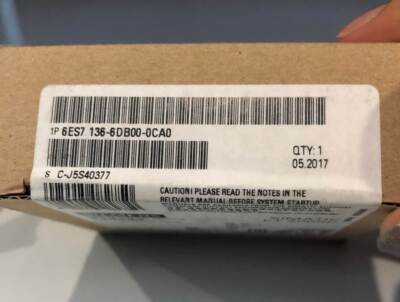 1P 6ES7 136-6DB00-0CA0
QTY: 1
05.2017
S C-J5S40377
CAUTION! PLEASE READ THE NOTES IN THE
RELEVANT MANUAL BEFORE SYSTEM STARTUP